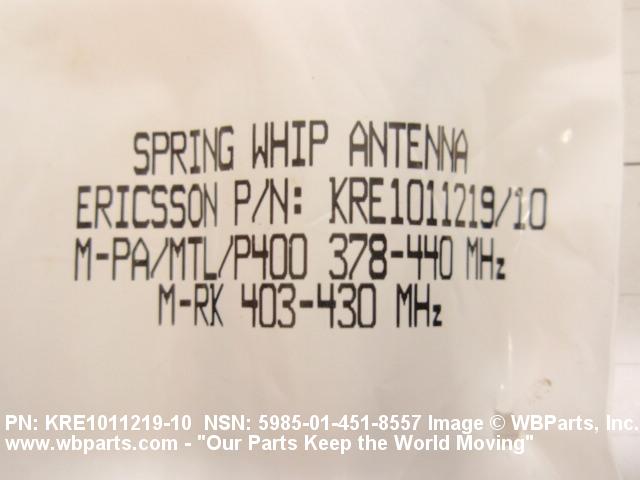 SPRING WHIP ANTENNA
ERICSSON P/N: KRE1011219/10
M-PA/MTL/P400 378-440 MHz
M-RK 403-430 MHz
PN: KRE1011219-10  NSN: 5985-01-451-8557 Image © WBParts, Inc.
www.wbparts.com - "Our Parts Keep the World Moving"